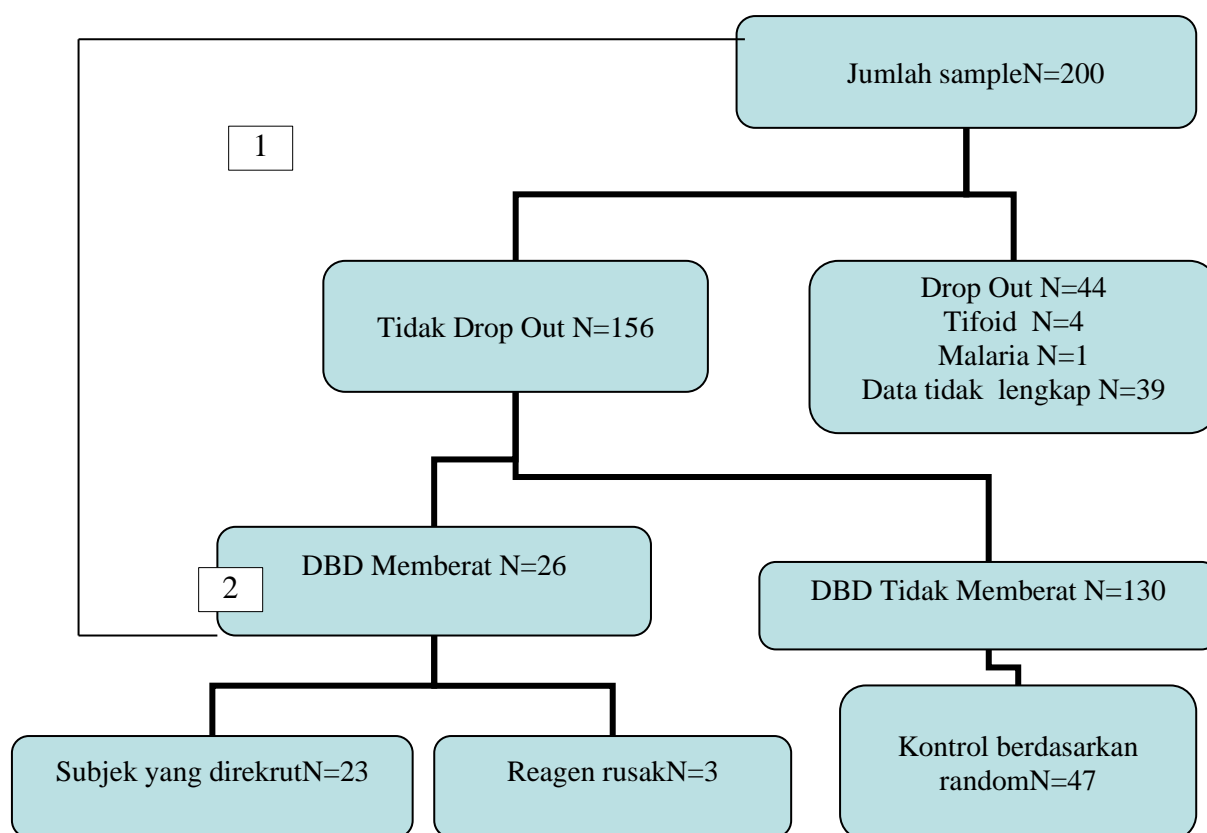 Jumlah sampleN=200
1
Tidak Drop Out N=156
Drop Out N=44
Tifoid N=4
Malaria N=1
Data tidak lengkap N=39
DBD Memberat N=26
2
DBD Tidak Memberat N=130
Subjek yang direkrutN=23
Reagen rusakN=3
Kontrol berdasarkan
randomN=47